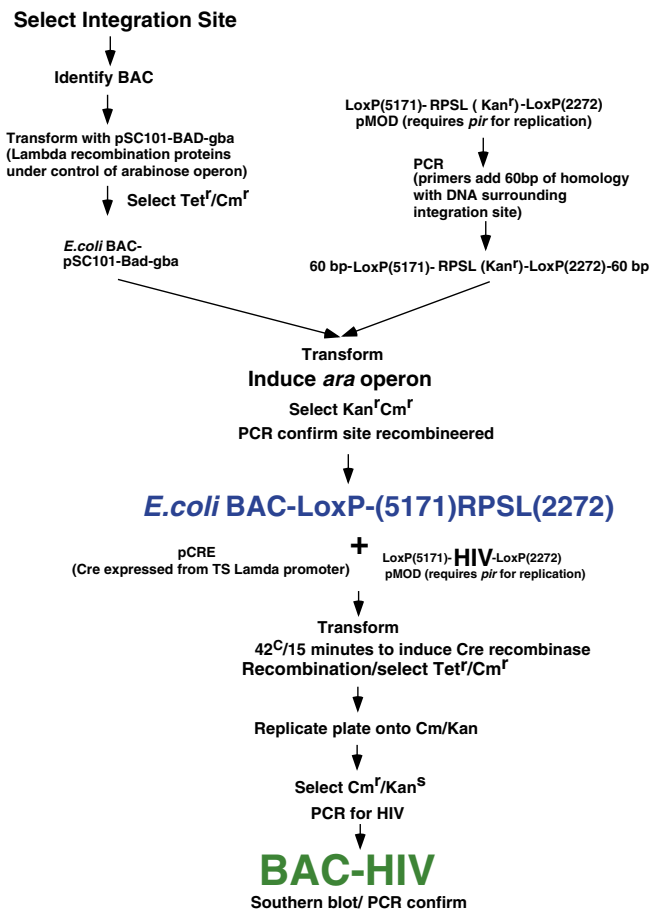 Select Integration Site
Identify BAC
Transform with pSC101-BAD-gba
(Lambda recombination proteins
under control of arabinose operon)
Select Tetʳ/Cmʳ
E.coli BAC-
pSC101-Bad-gba
LoxP(5171)- RPSL ( Kanʳ)-LoxP(2272)
pMOD (requires pir for replication)
PCR
(primers add 60bp of homology
with DNA surrounding
integration site)
60 bp-LoxP(5171)- RPSL (Kanʳ)-LoxP(2272)-60 bp
Transform
Induce ara operon
Select KanʳCmʳ
PCR confirm site recombineered
E.coli BAC-LoxP-(5171)RPSL(2272)
+
pCRE
(Cre expressed from TS Lamda promoter)
LoxP(5171)-HIV-LoxP(2272)
pMOD (requires pir for replication)
Transform
42ᶜ/15 minutes to induce Cre recombinase
Recombination/select Tetʳ/Cmʳ
Replicate plate onto Cm/Kan
Select Cmʳ/Kanˢ
PCR for HIV
BAC-HIV
Southern blot/ PCR confirm